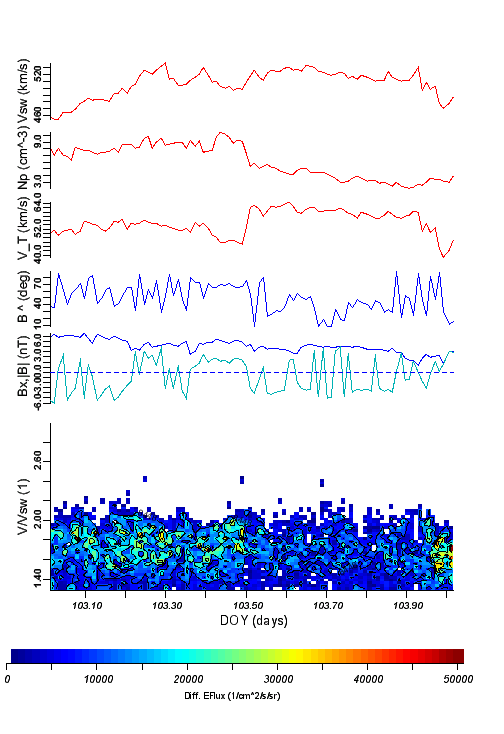 Vsw (km/s)
520
460
Np (cm^-3)
9.0
3.0
V_T (km/s)
64.0
52.0
40.0
B ^ (deg)
70
40
10
Bx,|B| (nT)
6.0
3.0
0.0
-3.0
-6.0
V/Vsw (1)
2.60
2.00
1.40
103.10 103.30 103.50 103.70 103.90
DOY (days)
0 10000 20000 30000 40000 50000
Diff. EFlux (1/cm^2/s/sr)